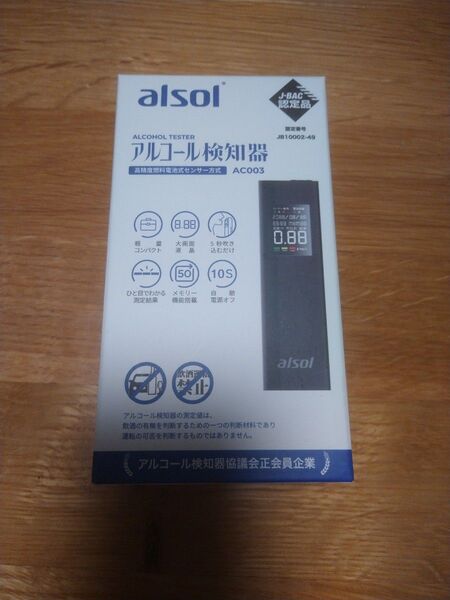 alsol
J-BAC
認定品
認定番号
JB10002-49
ALCOHOL TESTER
アルコール検知器
高精度燃料電池式センサー方式 AC003
8.88
軽量
コンパクト
大画面
液晶
5秒吹き
込むだけ
50
10S
ひと目でわかる
測定結果
メモリー
機能搭載
自動
電源オフ
0.88
alsol
飲酒運転
禁止
アルコール検知器の測定値は、
飲酒の有無を判断するための一つの判断材料であり
運転の可否を判断するものではありません。
アルコール検知器協議会正会員企業